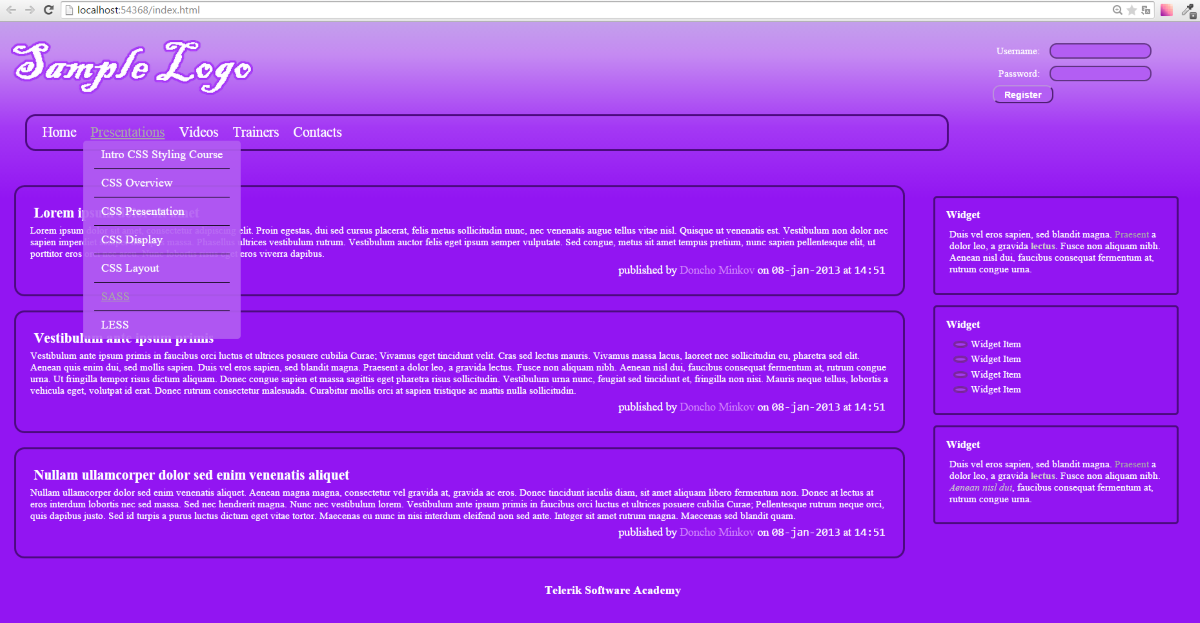 localhost:54368/index.html
Sample Logo
Username:
Password:
Register
Home Presentations Videos Trainers Contacts
Intro CSS Styling Course
CSS Overview
CSS Presentation
CSS Display
CSS Layout
SASS
LESS
Lorem
Lorem ipsum elit. Proin egestas, dui sed cursus placerat, felis metus sollicitudin nunc, nec venenatis augue tellus vitae nisl. Quisque ut venenatis est. Vestibulum non dolor nec
sapien ultrices vestibulum rutrum. Vestibulum auctor felis eget ipsum semper vulputate. Sed congue, metus sit amet tempus pretium, nunc sapien pellentesque elit, ut
porttitor eros eros viverra dapibus.
published by Doncho Minkov on 08-jan-2013 at 14:51
Vestibulum ante ipsum primis
Vestibulum ante ipsum primis in faucibus orci luctus et ultrices posuere cubilia Curae; Vivamus eget tincidunt velit. Cras sed lectus mauris. Vivamus massa lacus, laoreet nec sollicitudin eu, pharetra sed elit.
Aenean quis enim dui, sed mollis sapien. Duis vel eros sapien, sed blandit magna. Praesent a dolor leo, a gravida lectus. Fusce non aliquam nibh. Aenean nisl dui, faucibus consequat fermentum at, rutrum congue
urna. Ut fringilla tempor risus dictum aliquam. Donec congue sapien et massa sagittis eget pharetra risus sollicitudin. Vestibulum urna nunc, feugiat sed tincidunt et, fringilla non nisi. Mauris neque tellus, lobortis a
vehicula eget, volutpat id erat. Donec rutrum consectetur malesuada. Curabitur mollis orci at sapien tristique ac mattis nulla sollicitudin.
published by Doncho Minkov on 08-jan-2013 at 14:51
Nullam ullamcorper dolor sed enim venenatis aliquet
Nullam ullamcorper dolor sed enim venenatis aliquet. Aenean magna magna, consectetur vel gravida at, gravida ac eros. Donec tincidunt iaculis diam, sit amet aliquam libero fermentum non. Donec at lectus at
eros interdum lobortis nec sed massa. Sed nec hendrerit magna. Nunc nec vestibulum lorem. Vestibulum ante ipsum primis in faucibus orci luctus et ultrices posuere cubilia Curae; Pellentesque rutrum neque orci,
quis dapibus justo. Sed id turpis a purus luctus dictum eget vitae tortor. Maecenas eu nunc in nisi interdum eleifend non sed ante. Integer sit amet rutrum magna. Maecenas sed blandit quam.
published by Doncho Minkov on 08-jan-2013 at 14:51
Widget
Duis vel eros sapien, sed blandit magna. Praesent a
dolor leo, a gravida lectus. Fusce non aliquam nibh.
Aenean nisl dui, faucibus consequat fermentum at,
rutrum congue urna.
Widget
Widget Item
Widget Item
Widget Item
Widget Item
Widget
Duis vel eros sapien, sed blandit magna. Praesent a
dolor leo, a gravida lectus. Fusce non aliquam nibh.
Aenean nisl dui, faucibus consequat fermentum at,
rutrum congue urna.
Telerik Software Academy